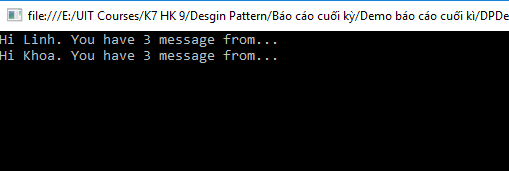 file:///E:/UIT Courses/K7 HK 9/Desgin Pattern/Báo cáo cuối kỳ/Demo báo cáo cuối kì/DPDe
Hi Linh. You have 3 message from...
Hi Khoa. You have 3 message from...